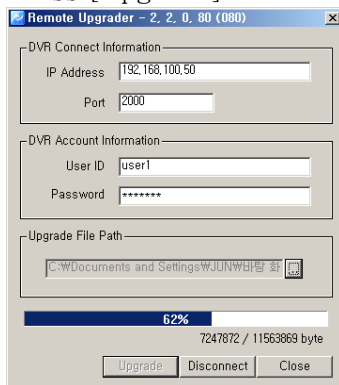 Remote Upgrader - 2, 2, 0, 80 (080)
DVR Connect Information
IP Address 192,168,100,50
Port 2000
DVR Account Information
User ID user1
Password *******
Upgrade File Path
C:₩Documents and Settings₩JUN₩바탕 화 ...
62%
7247872 / 11563869 byte
Upgrade Disconnect Close